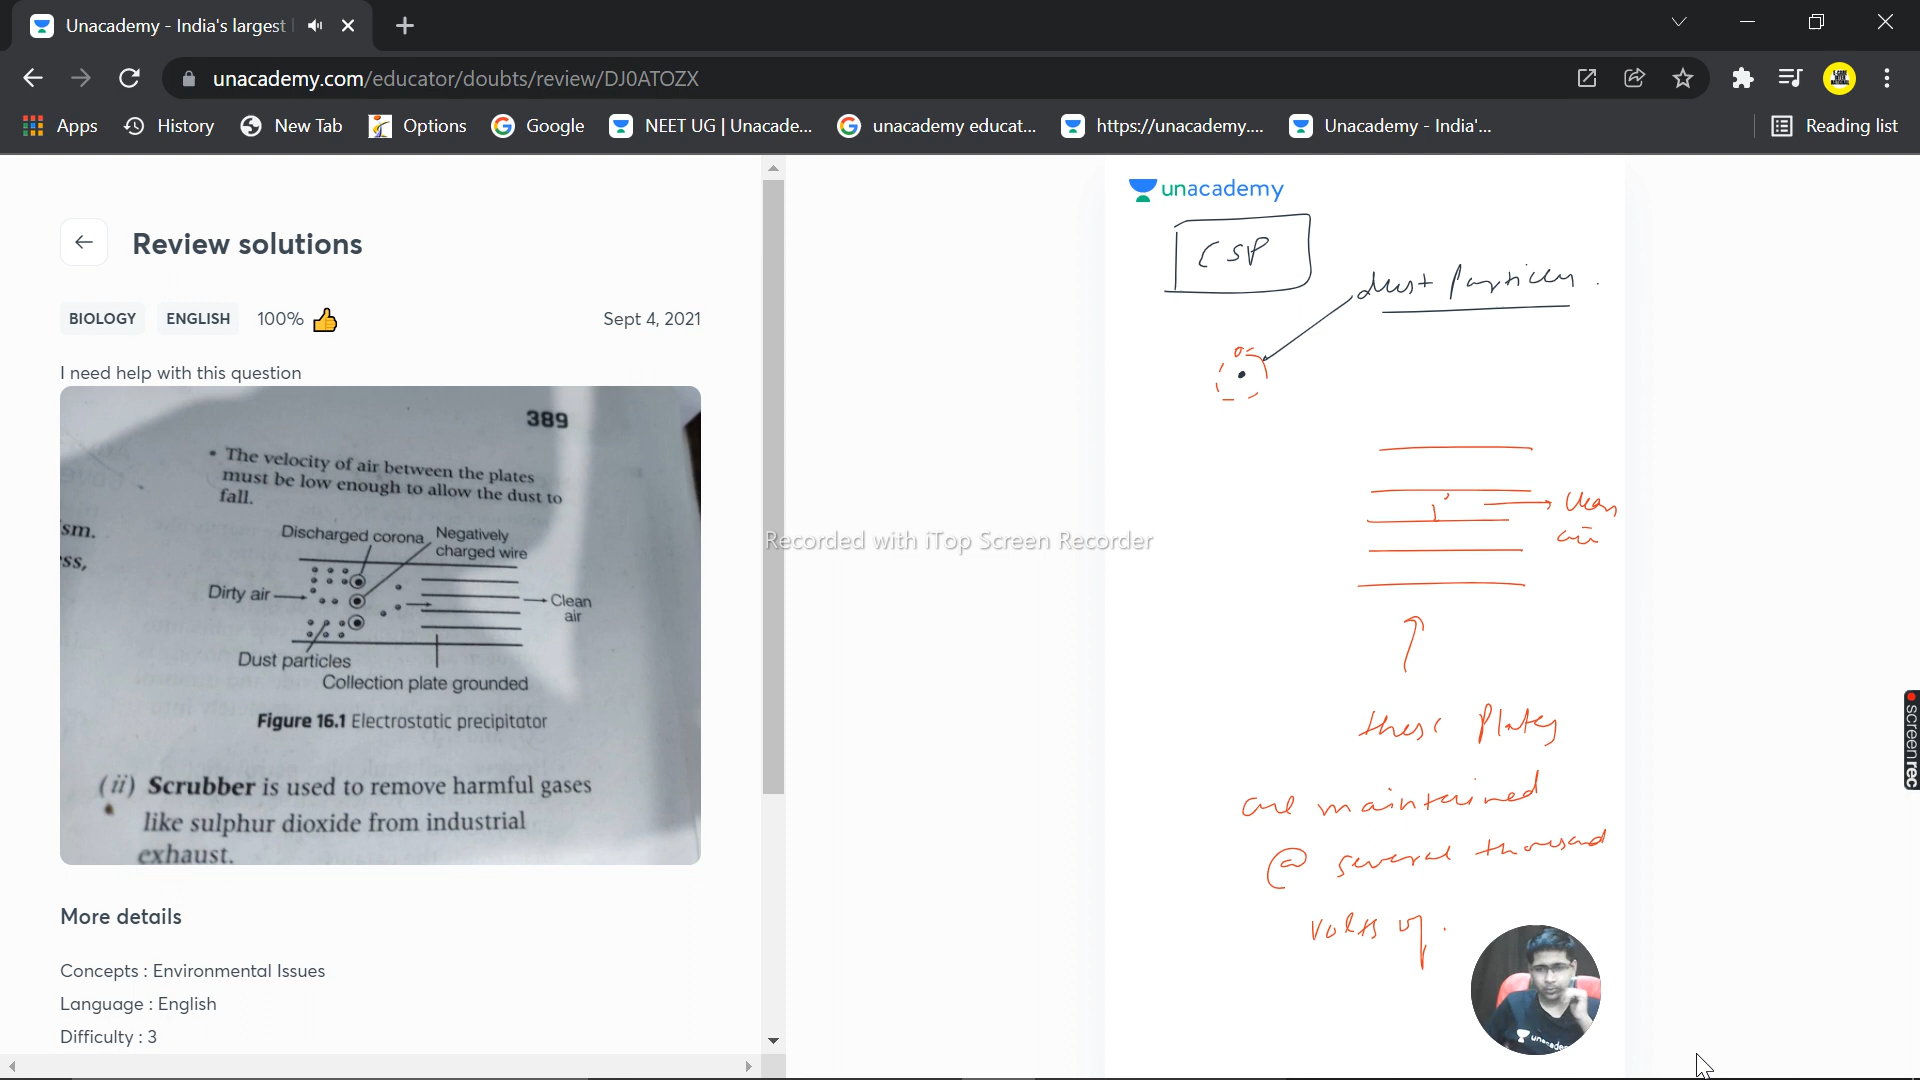 Unacademy - India's largest
unacademy.com/educator/doubts/review/DJ0ATOZX
Apps History New Tab Options Google NEET UG | Unacade... unacademy educat... https://unacademy.... Unacademy - India'... Reading list
Review solutions
BIOLOGY ENGLISH 100% Sept 4, 2021
I need help with this question
389
• The velocity of air between the plates
must be low enough to allow the dust to
fall.
sm.
ss,
Discharged corona
Negatively
charged wire
Dirty air
Clean
air
Dust particles
Collection plate grounded
Figure 16.1 Electrostatic precipitator
(ii) Scrubber is used to remove harmful gases
like sulphur dioxide from industrial
exhaust.
More details
Concepts : Environmental Issues
Language : English
Difficulty : 3
unacademy
ESP
dust particles.
clean
air
these plates
are maintained
@ several thousand
volts
Recorded with iTop Screen Recorder
screenrec